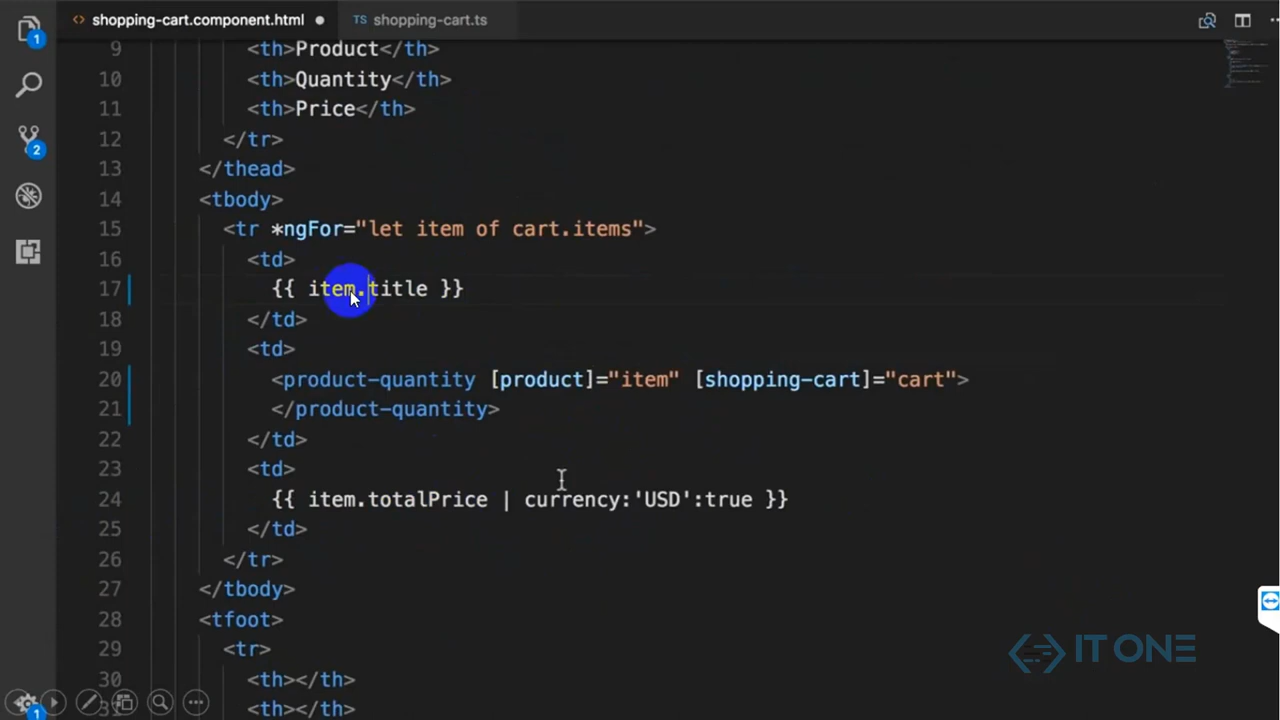 shopping-cart.component.html
TS shopping-cart.ts
1
2
9 <th>Product</th>
10 <th>Quantity</th>
11 <th>Price</th>
12 </tr>
13 </thead>
14 <tbody>
15 <tr *ngFor="let item of cart.items">
16 <td>
17 {{ item.title }}
18 </td>
19 <td>
20 <product-quantity [product]="item" [shopping-cart]="cart">
21 </product-quantity>
22 </td>
23 <td>
24 {{ item.totalPrice | currency:'USD':true }}
25 </td>
26 </tr>
27 </tbody>
28 <tfoot>
29 <tr>
30 <th></th>
<th></th>
1
IT ONE